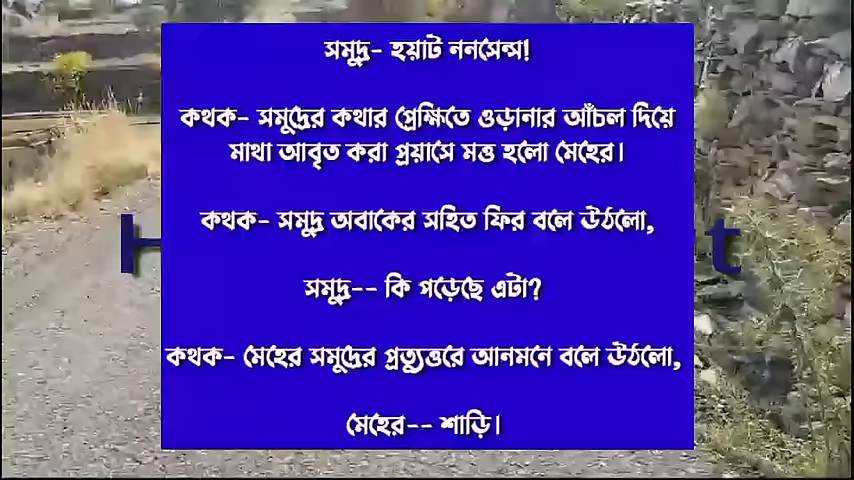 সমুদ্র- হয়াট ননসেন্স!
কথক- সমুদ্রের কথার প্রেক্ষিতে ওড়ানার আঁচল দিয়ে
মাথা আবৃত করা প্রয়াসে মত্ত হলো মেহের।
কথক- সমুদ্র অবাকের সহিত ফির বলে উঠলো,
সমুদ্র-- কি পড়েছে এটা?
কথক- মেহের সমুদ্রের প্রত্যুত্তরে আনমনে বলে উঠলো,
মেহের-- শাড়ি।